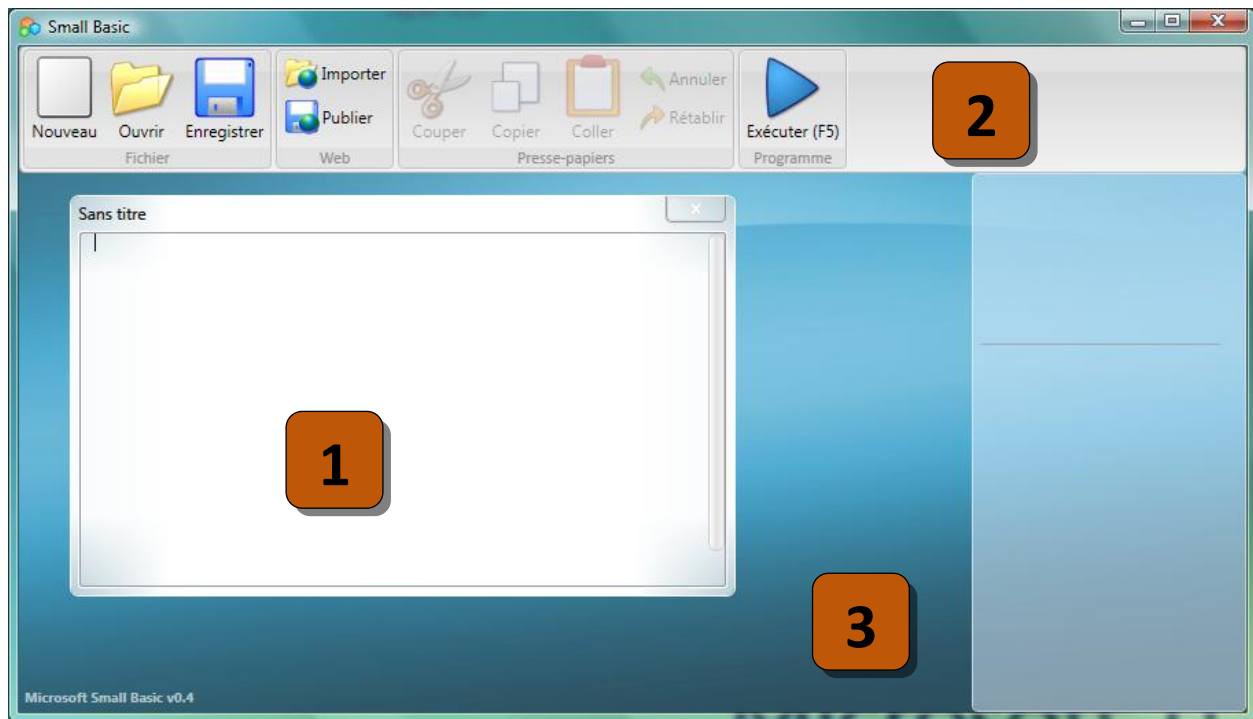 Small Basic
Nouveau Ouvrir Enregistrer
Fichier
Importer
Publier
Web
Couper Copier Coller
Annuler
Rétablir
Presse-papiers
Exécuter (F5)
Programme
2
Sans titre
1
3
Microsoft Small Basic v0.4